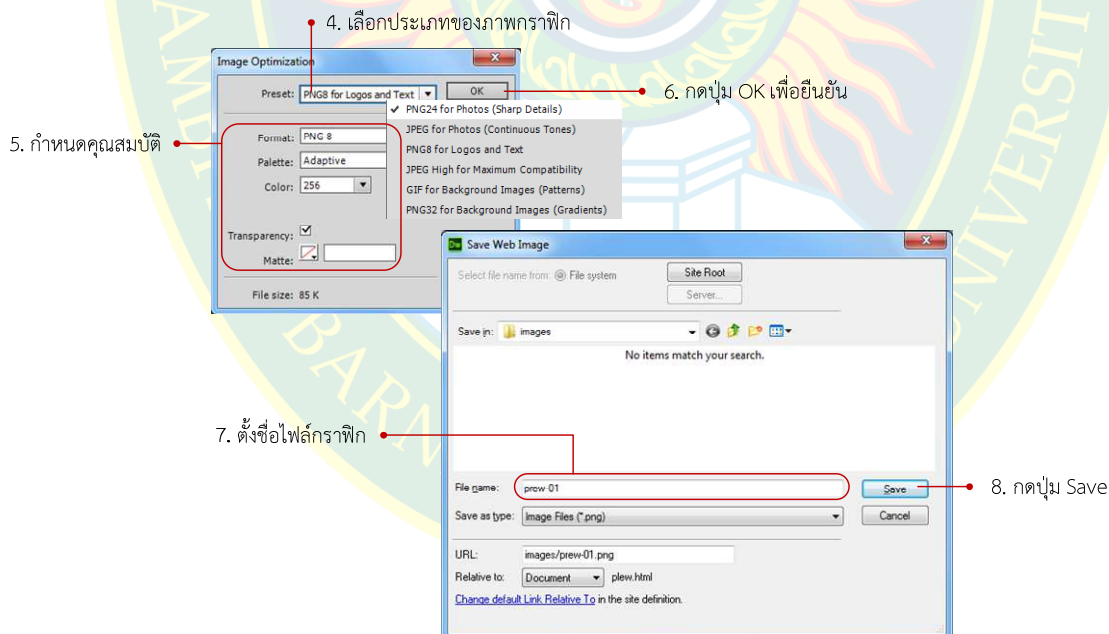 4. เลือกประเภทของภาพกราฟิก
Image Optimization
Preset: PNG8 for Logos and Text
OK
6. กดปุ่ม OK เพื่อยืนยัน
PNG24 for Photos (Sharp Details)
JPEG for Photos (Continuous Tones)
PNG8 for Logos and Text
JPEG High for Maximum Compatibility
GIF for Background Images (Patterns)
PNG32 for Background Images (Gradients)
5. กำหนดคุณสมบัติ
Format: PNG 8
Palette: Adaptive
Color: 256
Transparency:
Matte:
File size: 85 K
Dw Save Web Image
Select file name from: File system
Site Root
Server...
Save in: images
No items match your search.
7. ตั้งชื่อไฟล์กราฟิก
File name: prew-01
Save
8. กดปุ่ม Save
Save as type: Image Files (*.png)
Cancel
URL: images/prew-01.png
Relative to: Document plew.html
Change default Link Relative To in the site definition.